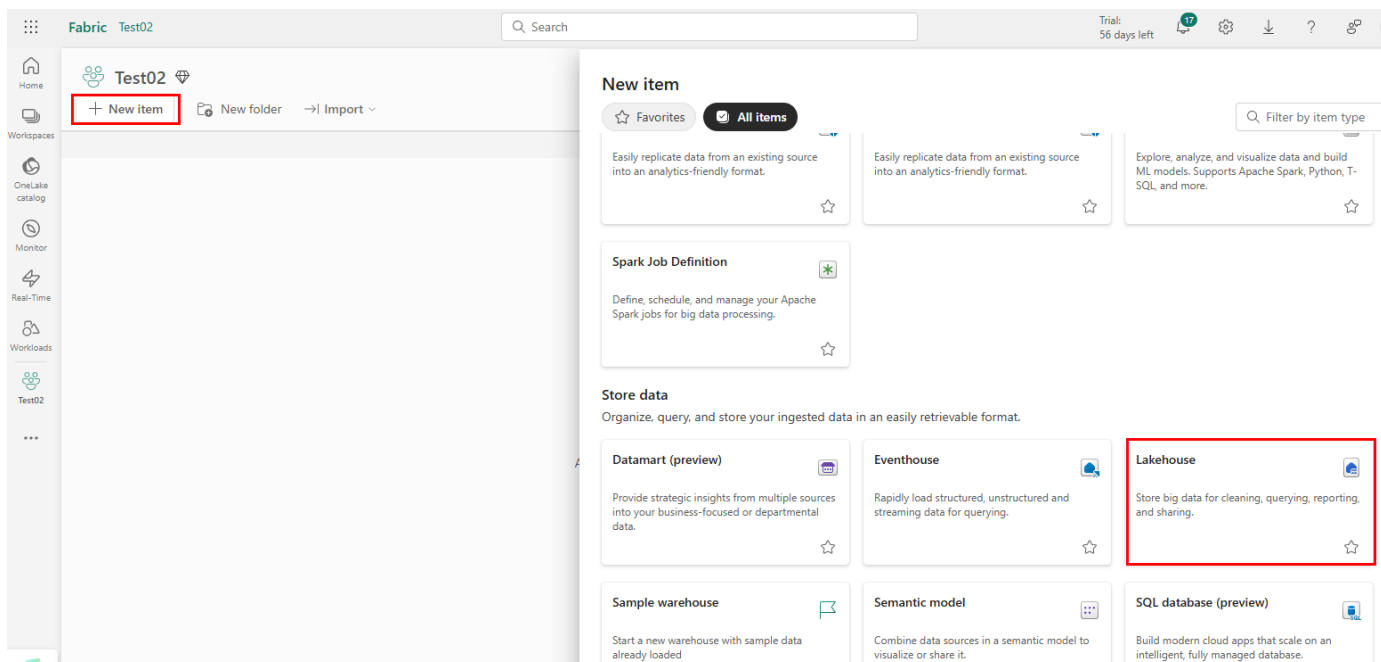 Fabric Test02
Search
Trial:
56 days left
17
Home
Workspaces
OneLake
catalog
Monitor
Real-Time
Workloads
Test02
Test02
New item
New folder
Import
New item
Favorites
All items
Filter by item type
Easily replicate data from an existing source
into an analytics-friendly format.
Easily replicate data from an existing source
into an analytics-friendly format.
Explore, analyze, and visualize data and build
ML models. Supports Apache Spark, Python, T-
SQL, and more.
Spark Job Definition
Define, schedule, and manage your Apache
Spark jobs for big data processing.
Store data
Organize, query, and store your ingested data in an easily retrievable format.
Datamart (preview)
Provide strategic insights from multiple sources
into your business-focused or departmental
data.
Eventhouse
Rapidly load structured, unstructured and
streaming data for querying.
Lakehouse
Store big data for cleaning, querying, reporting,
and sharing.
Sample warehouse
Start a new warehouse with sample data
already loaded
Semantic model
Combine data sources in a semantic model to
visualize or share it.
SQL database (preview)
SQL
Build modern cloud apps that scale on an
intelligent, fully managed database.